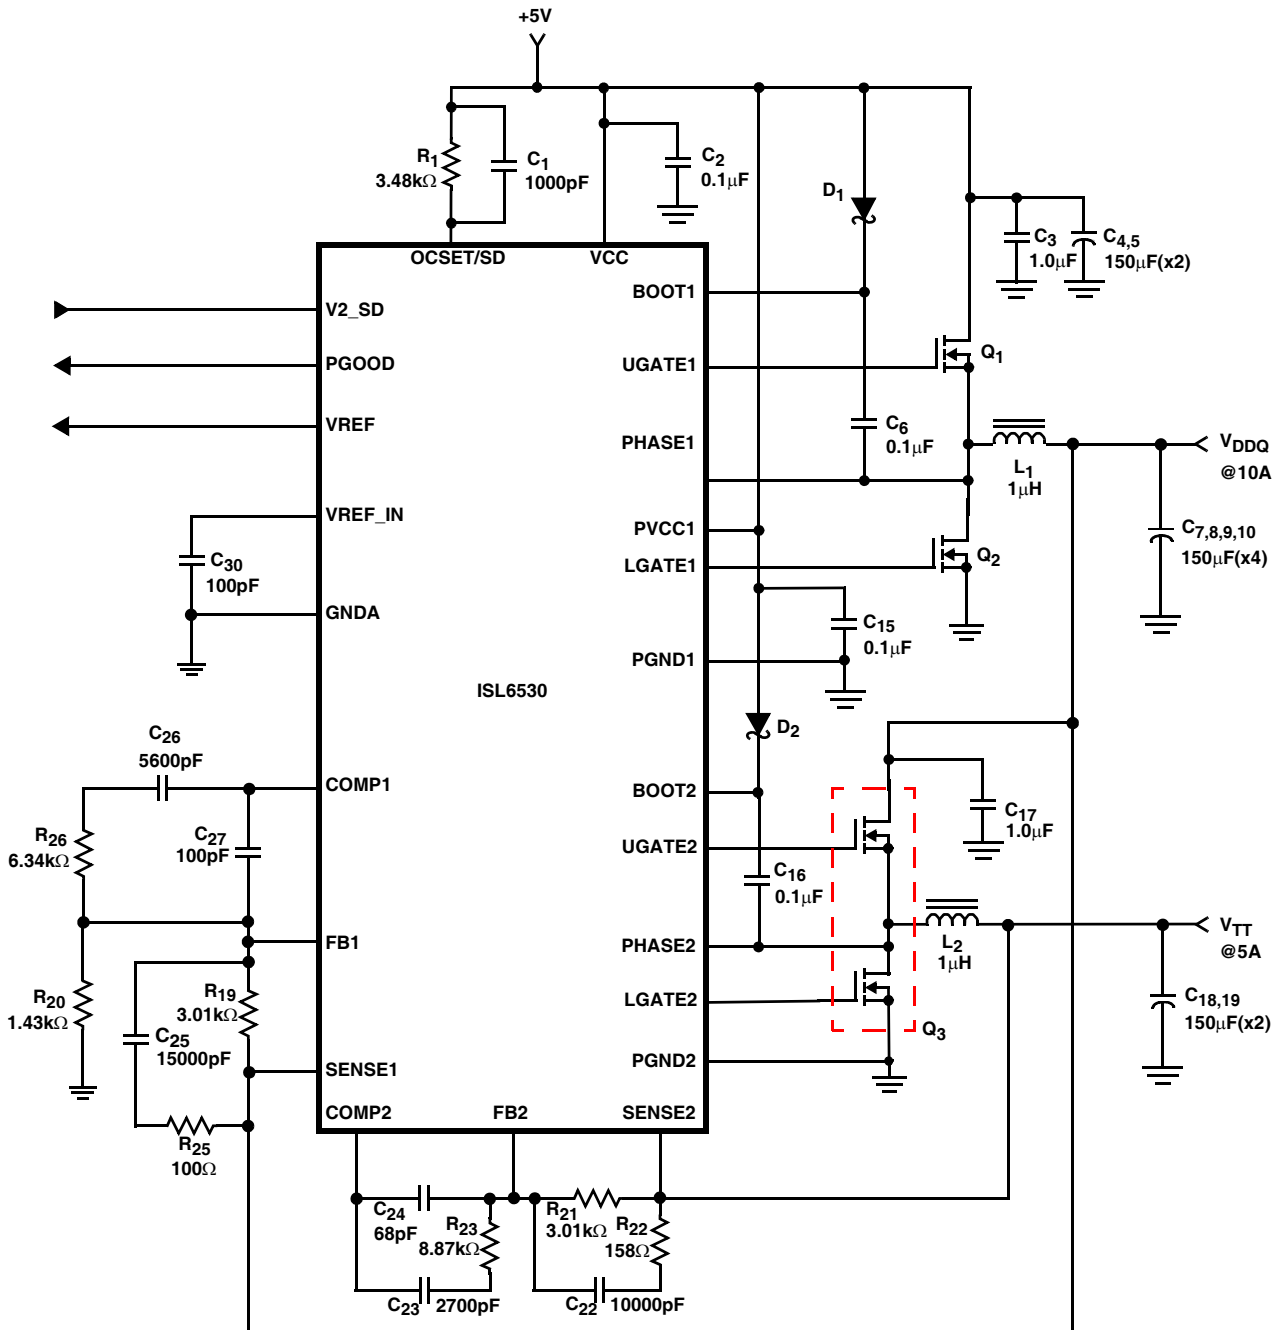 +5V
R1
3.48kΩ
C1
1000pF
C2
0.1μF
D1
C3
1.0μF
C4,5
150μF(x2)
OCSET/SD
VCC
V2_SD
BOOT1
PGOOD
UGATE1
Q1
VREF
PHASE1
C6
0.1μF
L1
1μH
VDDQ
@10A
VREF_IN
PVCC1
C7,8,9,10
150μF(x4)
C30
100pF
LGATE1
Q2
GNDA
C15
0.1μF
PGND1
ISL6530
D2
C26
5600pF
COMP1
BOOT2
C17
1.0μF
R26
6.34kΩ
C27
100pF
UGATE2
C16
0.1μF
FB1
PHASE2
L2
1μH
VTT
@5A
R20
1.43kΩ
R19
3.01kΩ
LGATE2
C18,19
150μF(x2)
Q3
C25
15000pF
SENSE1
PGND2
COMP2
FB2
SENSE2
R25
100Ω
C24
68pF
R23
8.87kΩ
R21
3.01kΩ
R22
158Ω
C23
2700pF
C22
10000pF